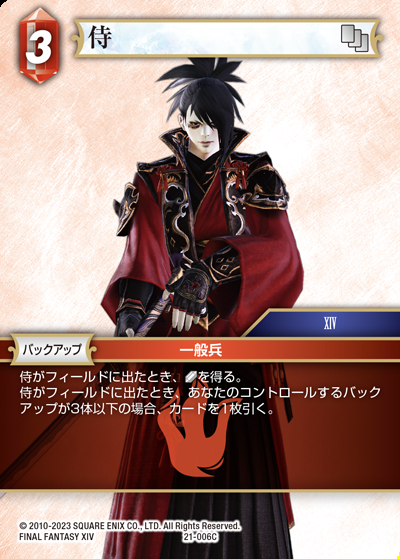 3
侍
XIV
バックアップ
一般兵
侍がフィールドに出たとき、を得る。
侍がフィールドに出たとき、あなたのコントロールするバック
アップが3体以下の場合、カードを1枚引く。
© 2010-2023 SQUARE ENIX CO., LTD. All Rights Reserved.
FINAL FANTASY XIV
21-006C